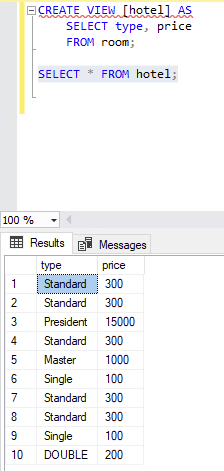 CREATE VIEW [hotel] AS
SELECT type, price
FROM room;
SELECT * FROM hotel;
100 %
Results Messages
type price
1 Standard 300
2 Standard 300
3 President 15000
4 Standard 300
5 Master 1000
6 Single 100
7 Standard 300
8 Standard 300
9 Single 100
10 DOUBLE 200